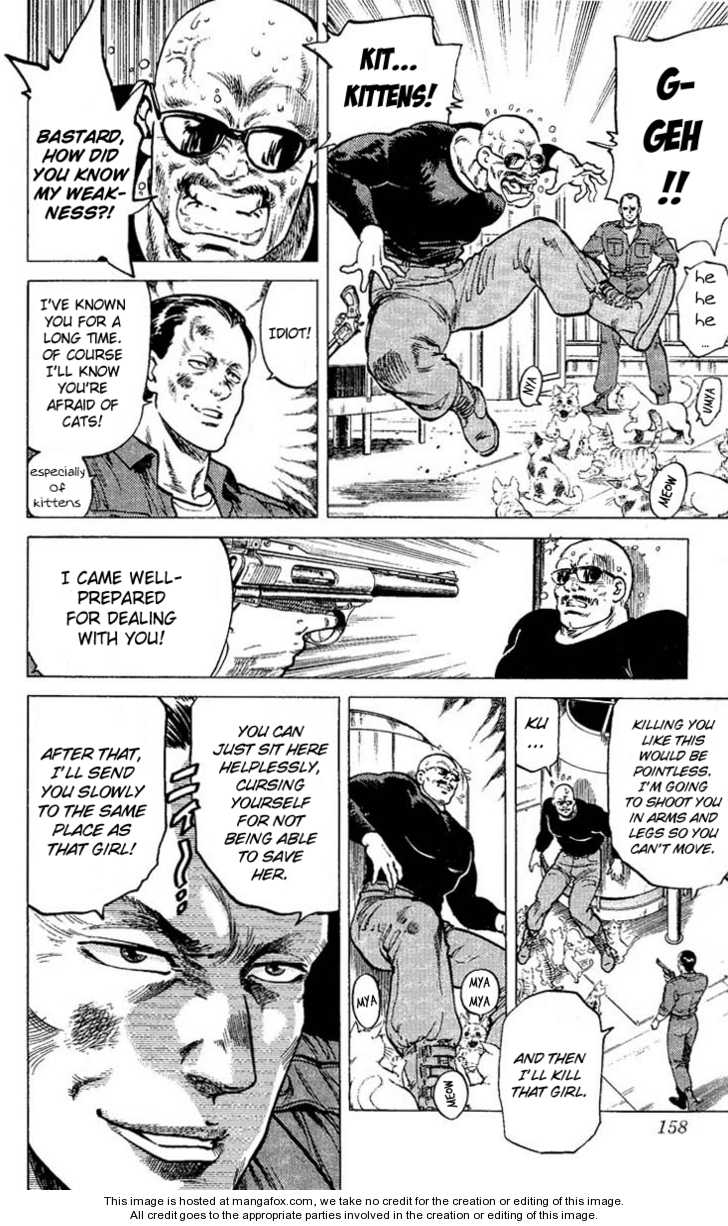 KIT...
KITTENS!
G-
GEH
!!
BASTARD,
HOW DID
YOU KNOW
MY WEAK-
NESS?!
he
he
he
...
NYA
UMYA
MEOW
IDIOT!
I'VE KNOWN
YOU FOR A
LONG TIME.
OF COURSE
I'LL KNOW
YOU'RE
AFRAID OF
CATS!
especially
of
kittens
I CAME WELL-
PREPARED
FOR DEALING
WITH YOU!
KILLING YOU
LIKE THIS
WOULD BE
POINTLESS.
I'M GOING
TO SHOOT YOU
IN ARMS AND
LEGS SO YOU
CAN'T MOVE.
KU
...
AND THEN
I'LL KILL
THAT GIRL.
MYA
MYA
MYA
MEOW
YOU CAN
JUST SIT HERE
HELPLESSLY,
CURSING
YOURSELF
FOR NOT
BEING ABLE
TO SAVE
HER.
AFTER THAT,
I'LL SEND
YOU SLOWLY
TO THE SAME
PLACE AS
THAT GIRL!
ニイー…
158
This image is hosted at mangafox.com, we take no credit for the creation or editing of this image.
All credit goes to the appropriate parties involved in the creation or editing of this image.